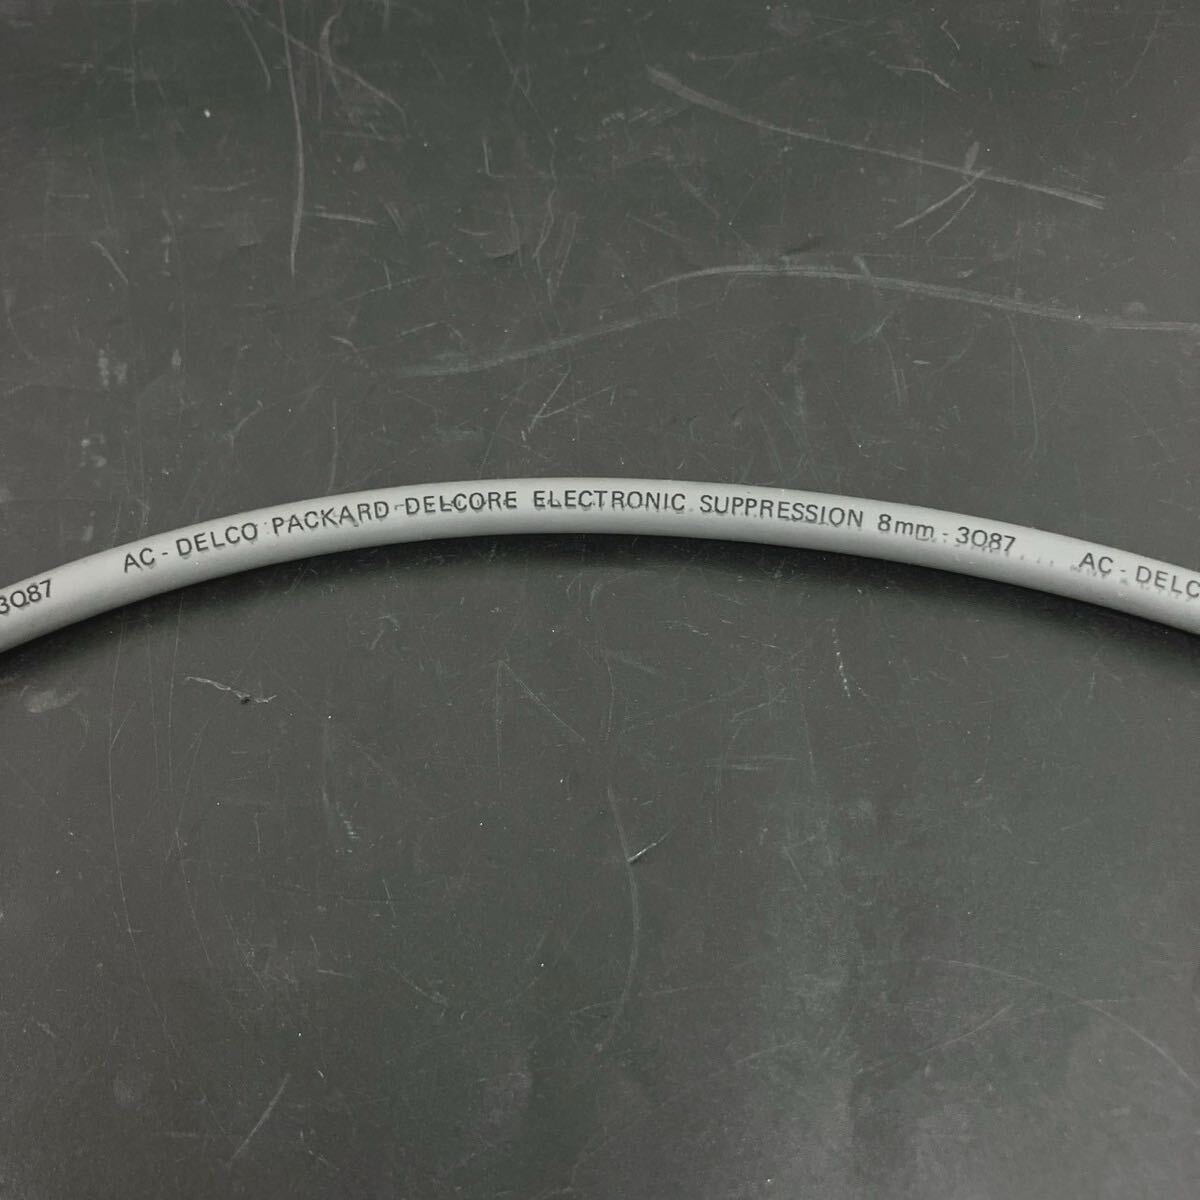 3Q87 AC - DELCO PACKARD-DELCORE ELECTRONIC SUPPRESSION 8mm - 3Q87 AC - DELC